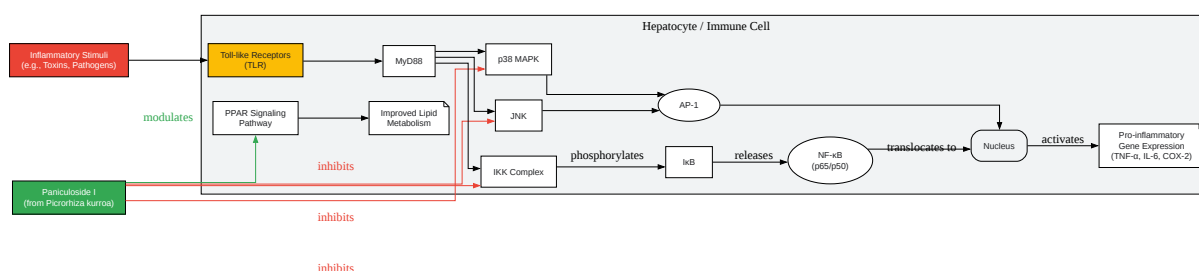 Hepatocyte / Immune Cell
Inflammatory Stimuli
(e.g., Toxins, Pathogens)
Toll-like Receptors
(TLR)
MyD88
p38 MAPK
modulates
PPAR Signaling
Pathway
Improved Lipid
Metabolism
JNK
AP-1
Nucleus
activates
Pro-inflammatory
Gene Expression
(TNF-α, IL-6, COX-2)
inhibits
IKK Complex
phosphorylates
IκB
releases
NF-κB
(p65/p50)
translocates to
Paniculoside I
(from Picrorhiza kurroa)
inhibits
inhibits